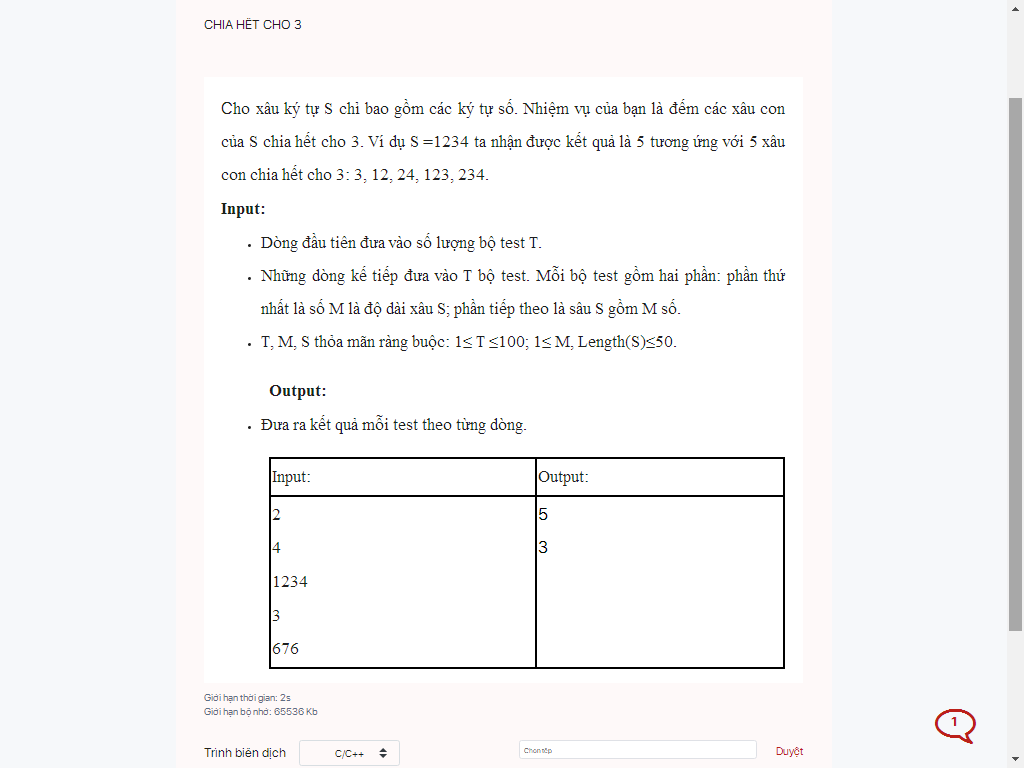 CHIA HẾT CHO 3
Cho xâu ký tự S chỉ bao gồm các ký tự số. Nhiệm vụ của bạn là đếm các xâu con
của S chia hết cho 3. Ví dụ S =1234 ta nhận được kết quả là 5 tương ứng với 5 xâu
con chia hết cho 3: 3, 12, 24, 123, 234.
Input:
• Dòng đầu tiên đưa vào số lượng bộ test T.
• Những dòng kế tiếp đưa vào T bộ test. Mỗi bộ test gồm hai phần: phần thứ
nhất là số M là độ dài xâu S; phần tiếp theo là sâu S gồm M số.
• T, M, S thỏa mãn ràng buộc: 1≤ T ≤100; 1≤ M, Length(S)≤50.
Output:
• Đưa ra kết quả mỗi test theo từng dòng.
Input: Output:
2 5
4 3
1234
3
676
Giới hạn thời gian: 2s
Giới hạn bộ nhớ: 65536 Kb
1
Trình biên dịch C/C++ Chọn tệp Duyệt